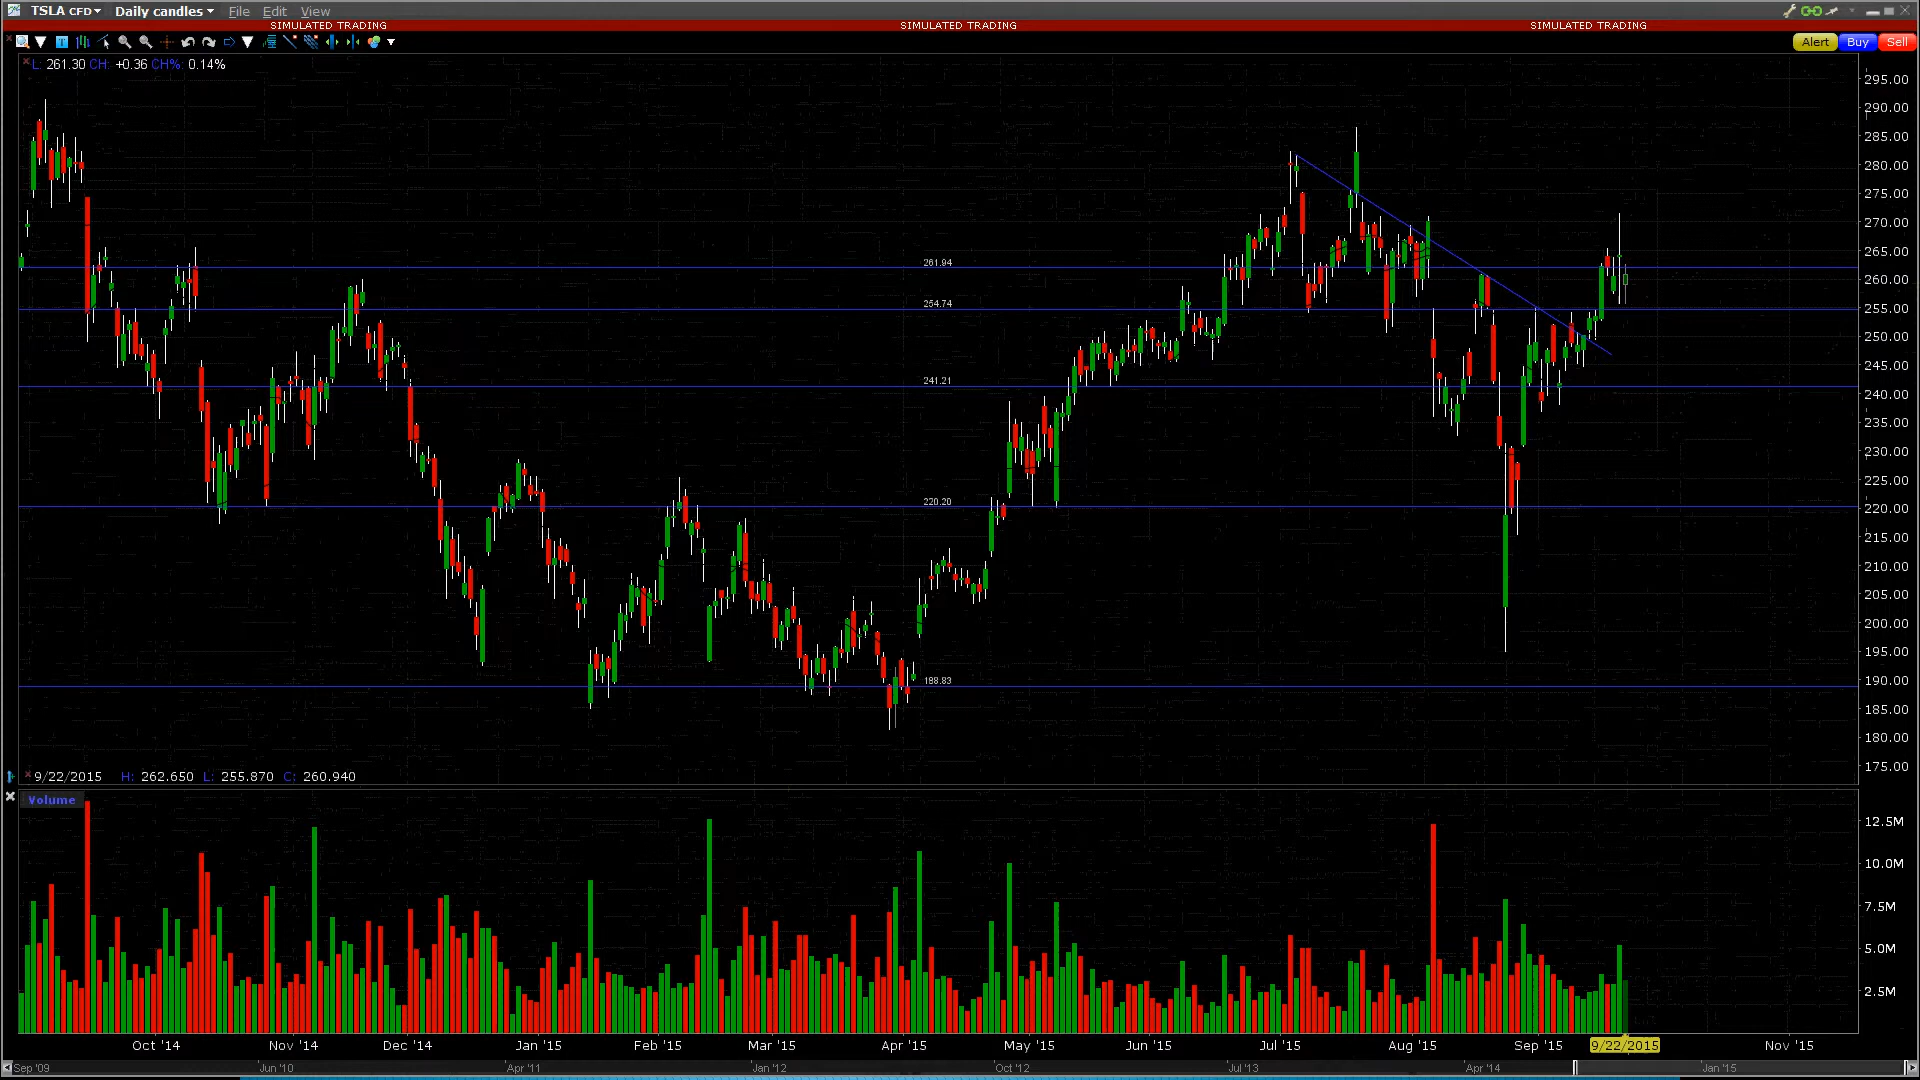 TSLA CFD Daily candles File Edit View
SIMULATED TRADING SIMULATED TRADING SIMULATED TRADING
T Alert Buy Sell
L: 261.30 CH: +0.36 CH%: 0.14%
295.00
290.00
285.00
280.00
275.00
270.00
265.00
261.94
260.00
254.74
255.00
250.00
245.00
241.21
240.00
235.00
230.00
225.00
220.20
220.00
215.00
210.00
205.00
200.00
195.00
188.83
190.00
185.00
180.00
175.00
9/22/2015 H: 262.650 L: 255.870 C: 260.940
Volume
12.5M
10.0M
7.5M
5.0M
2.5M
Oct '14 Nov '14 Dec '14 Jan '15 Feb '15 Mar '15 Apr '15 May '15 Jun '15 Jul '15 Aug '15 Sep '15 9/22/2015 Nov '15
Sep '09 Jun '10 Apr '11 Jan '12 Oct '12 Jul '13 Apr '14 Jan '15